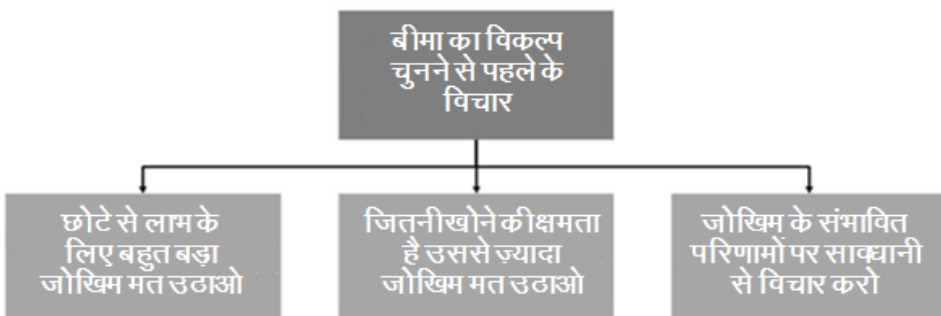 बीमा का विकल्प
चुनने से पहले के
विचार
छोटे से लाभ के
लिए बहुत बड़ा
जोखिम मत उठाओ
जितनी खोने की क्षमता
है उससे ज़्यादा
जोखिम मत उठाओ
जोखिम के संभावित
परिणामों पर सावधानी
से विचार करो